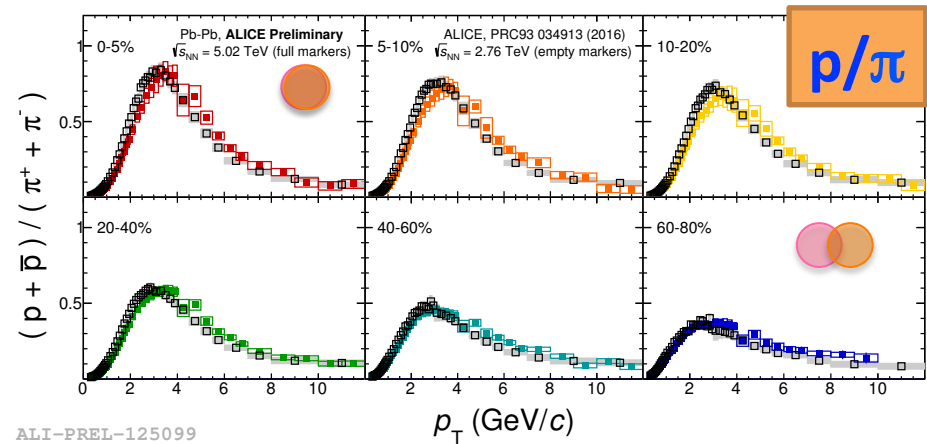 Pb-Pb, ALICE Preliminary
√sNN = 5.02 TeV (full markers)
ALICE, PRC93 034913 (2016)
√sNN = 2.76 TeV (empty markers)
p/π
0-5%
5-10%
10-20%
1
0.5
20-40%
40-60%
60-80%
1
0.5
(p + p̅) / (π⁺ + π⁻)
0 2 4 6 8 10
2 4 6 8 10
2 4 6 8 10
pT (GeV/c)
ALI-PREL-125099